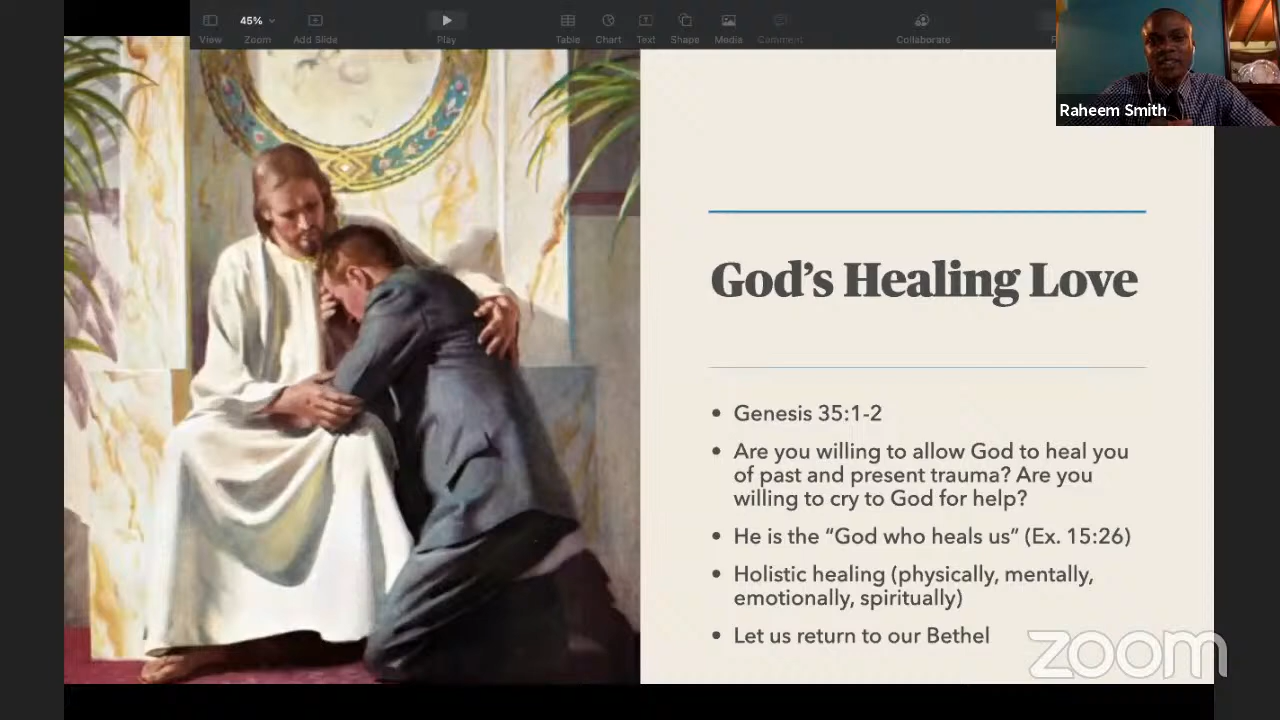 45%
View
Zoom
Add Slide
Play
Table
Chart
Text
Shape
Media
Comment
Collaborate
Raheem Smith
God’s Healing Love
• Genesis 35:1-2
• Are you willing to allow God to heal you
of past and present trauma? Are you
willing to cry to God for help?
• He is the “God who heals us” (Ex. 15:26)
• Holistic healing (physically, mentally,
emotionally, spiritually)
• Let us return to our Bethel
zoom